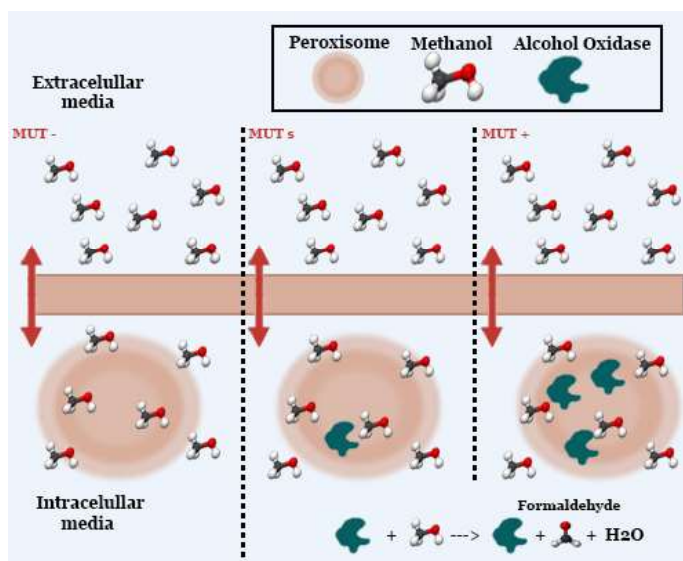 Peroxisome Methanol Alcohol Oxidase
Extracelullar
media
MUT -
MUT s
MUT +
Intracelullar
media
Formaldehyde
+ ---> + + H2O